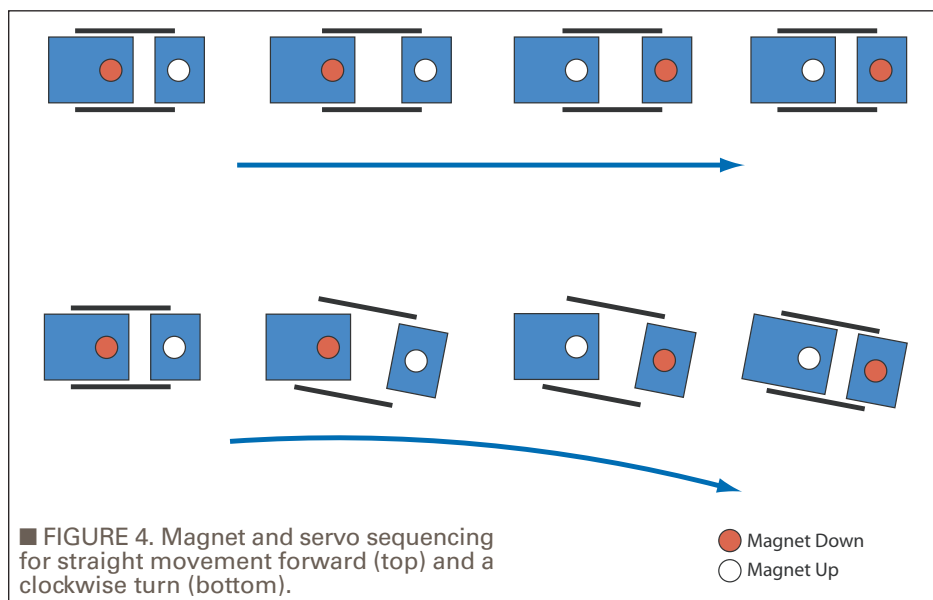 ■ FIGURE 4. Magnet and servo sequencing
for straight movement forward (top) and a
clockwise turn (bottom).
Magnet Down
Magnet Up